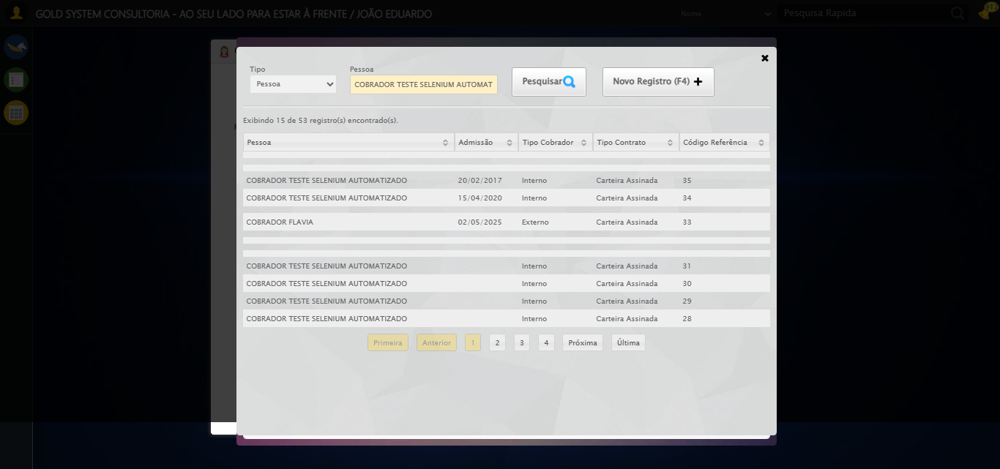 GOLD SYSTEM CONSULTORIA - AO SEU LADO PARA ESTAR À FRENTE / JOÃO EDUARDO
Nome
Pesquisa Rapida
Tipo
Pessoa
Pessoa
COBRADOR TESTE SELENIUM AUTOMAT
Pesquisar
Novo Registro (F4)
Exibindo 15 de 53 registro(s) encontrado(s).
Pessoa Admissão Tipo Cobrador Tipo Contrato Código Referência
COBRADOR TESTE SELENIUM AUTOMATIZADO 20/02/2017 Interno Carteira Assinada 35
COBRADOR TESTE SELENIUM AUTOMATIZADO 15/04/2020 Interno Carteira Assinada 34
COBRADOR FLAVIA 02/05/2025 Externo Carteira Assinada 33
COBRADOR TESTE SELENIUM AUTOMATIZADO Interno Carteira Assinada 31
COBRADOR TESTE SELENIUM AUTOMATIZADO Interno Carteira Assinada 30
COBRADOR TESTE SELENIUM AUTOMATIZADO Interno Carteira Assinada 29
COBRADOR TESTE SELENIUM AUTOMATIZADO Interno Carteira Assinada 28
Primeira Anterior 1 2 3 4 Próxima Última